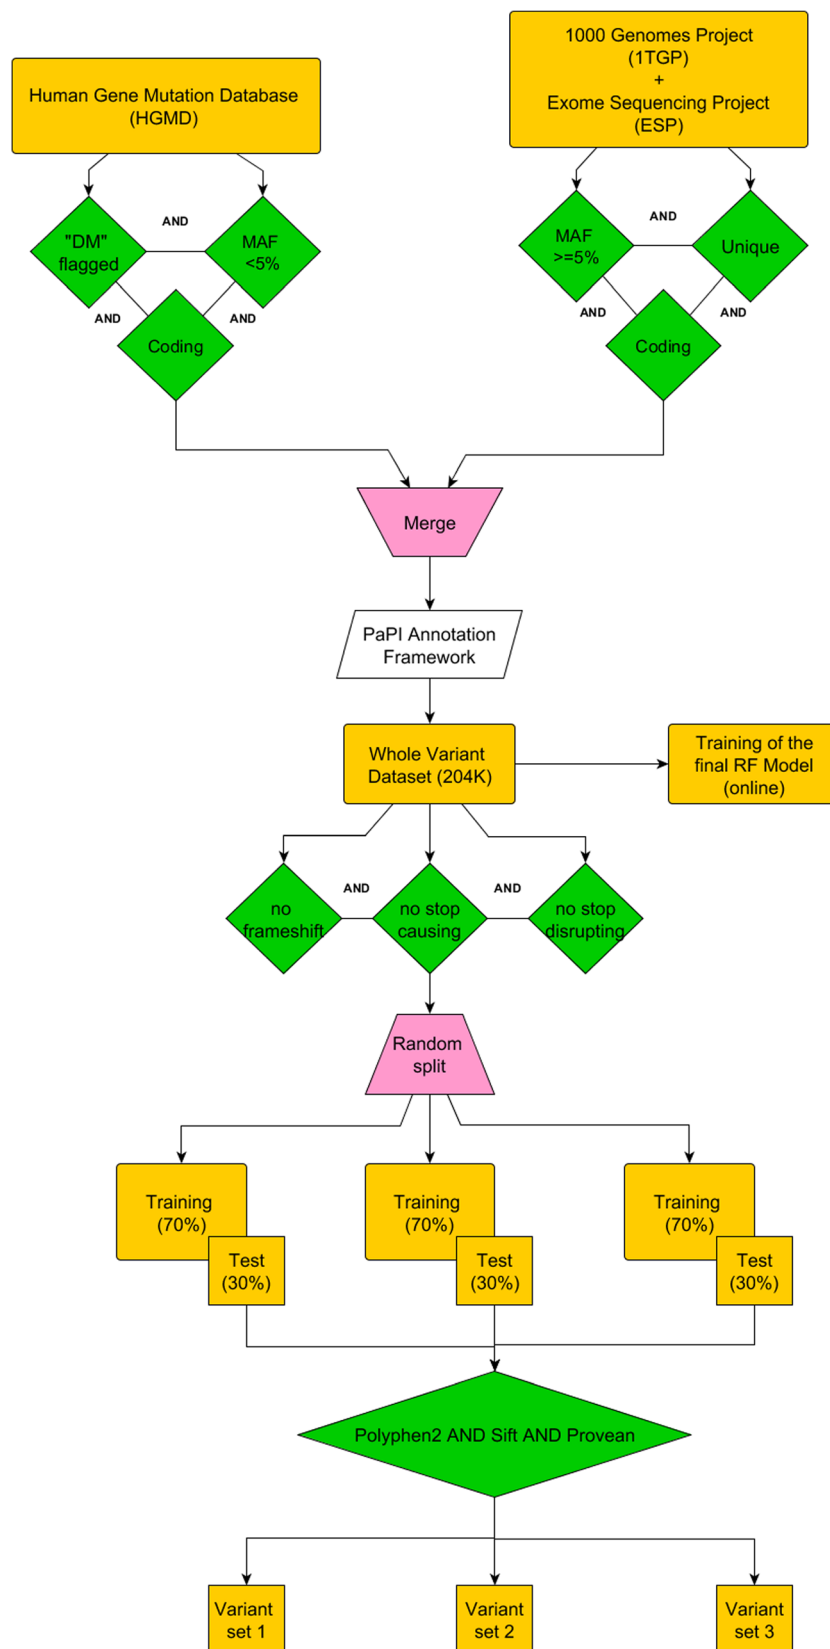 Human Gene Mutation Database
(HGMD)
1000 Genomes Project
(1TGP)
+
Exome Sequencing Project
(ESP)
"DM"
flagged
AND
MAF
<5%
AND
AND
Coding
MAF
>=5%
AND
Unique
AND
AND
Coding
Merge
PaPI Annotation
Framework
Whole Variant
Dataset (204K)
Training of the
final RF Model
(online)
no
frameshift
AND
no stop
causing
AND
no stop
disrupting
Random
split
Training
(70%)
Test
(30%)
Training
(70%)
Test
(30%)
Training
(70%)
Test
(30%)
Polyphen2 AND Sift AND Provean
Variant
set 1
Variant
set 2
Variant
set 3